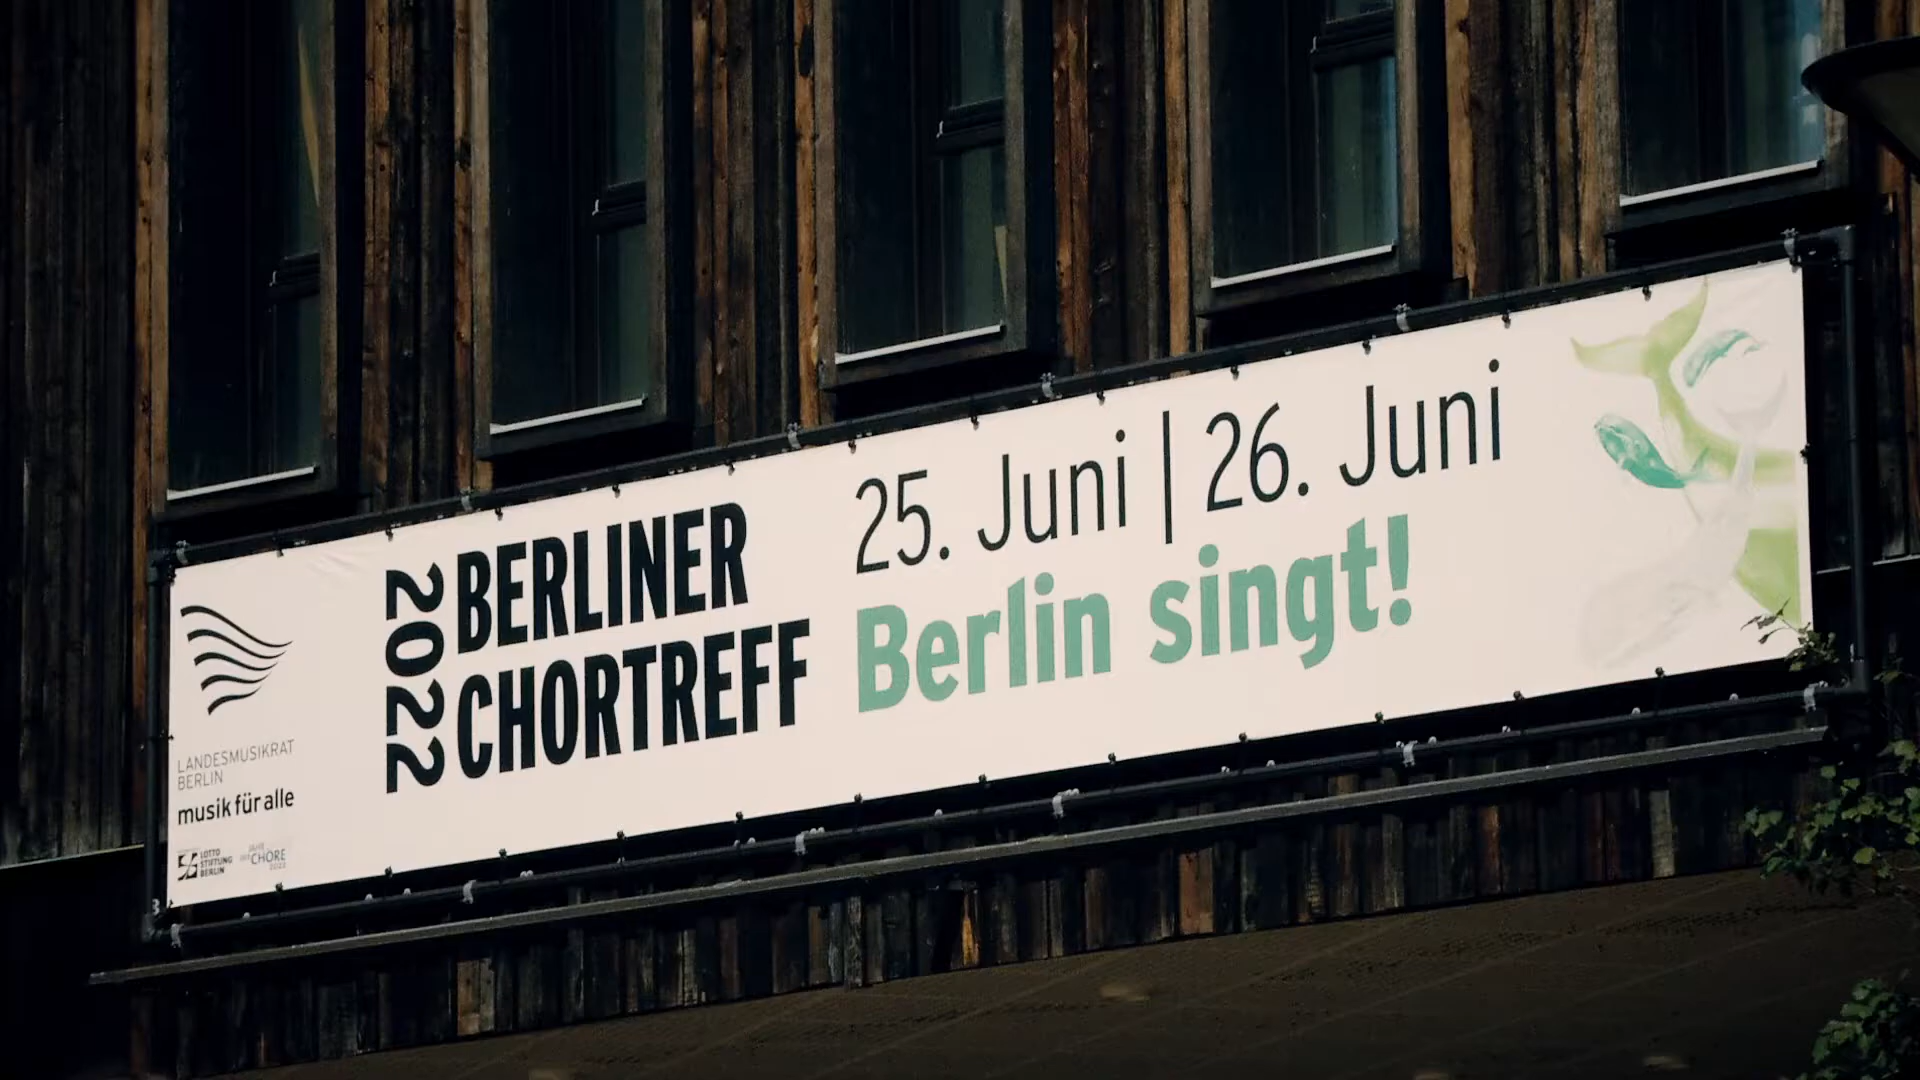 LANDESMUSIKRAT
BERLIN
musik für alle
LOTTO
STIFTUNG
BERLIN
CHÖRE
2022
2022
BERLINER
CHORTREFF
25. Juni | 26. Juni
Berlin singt!